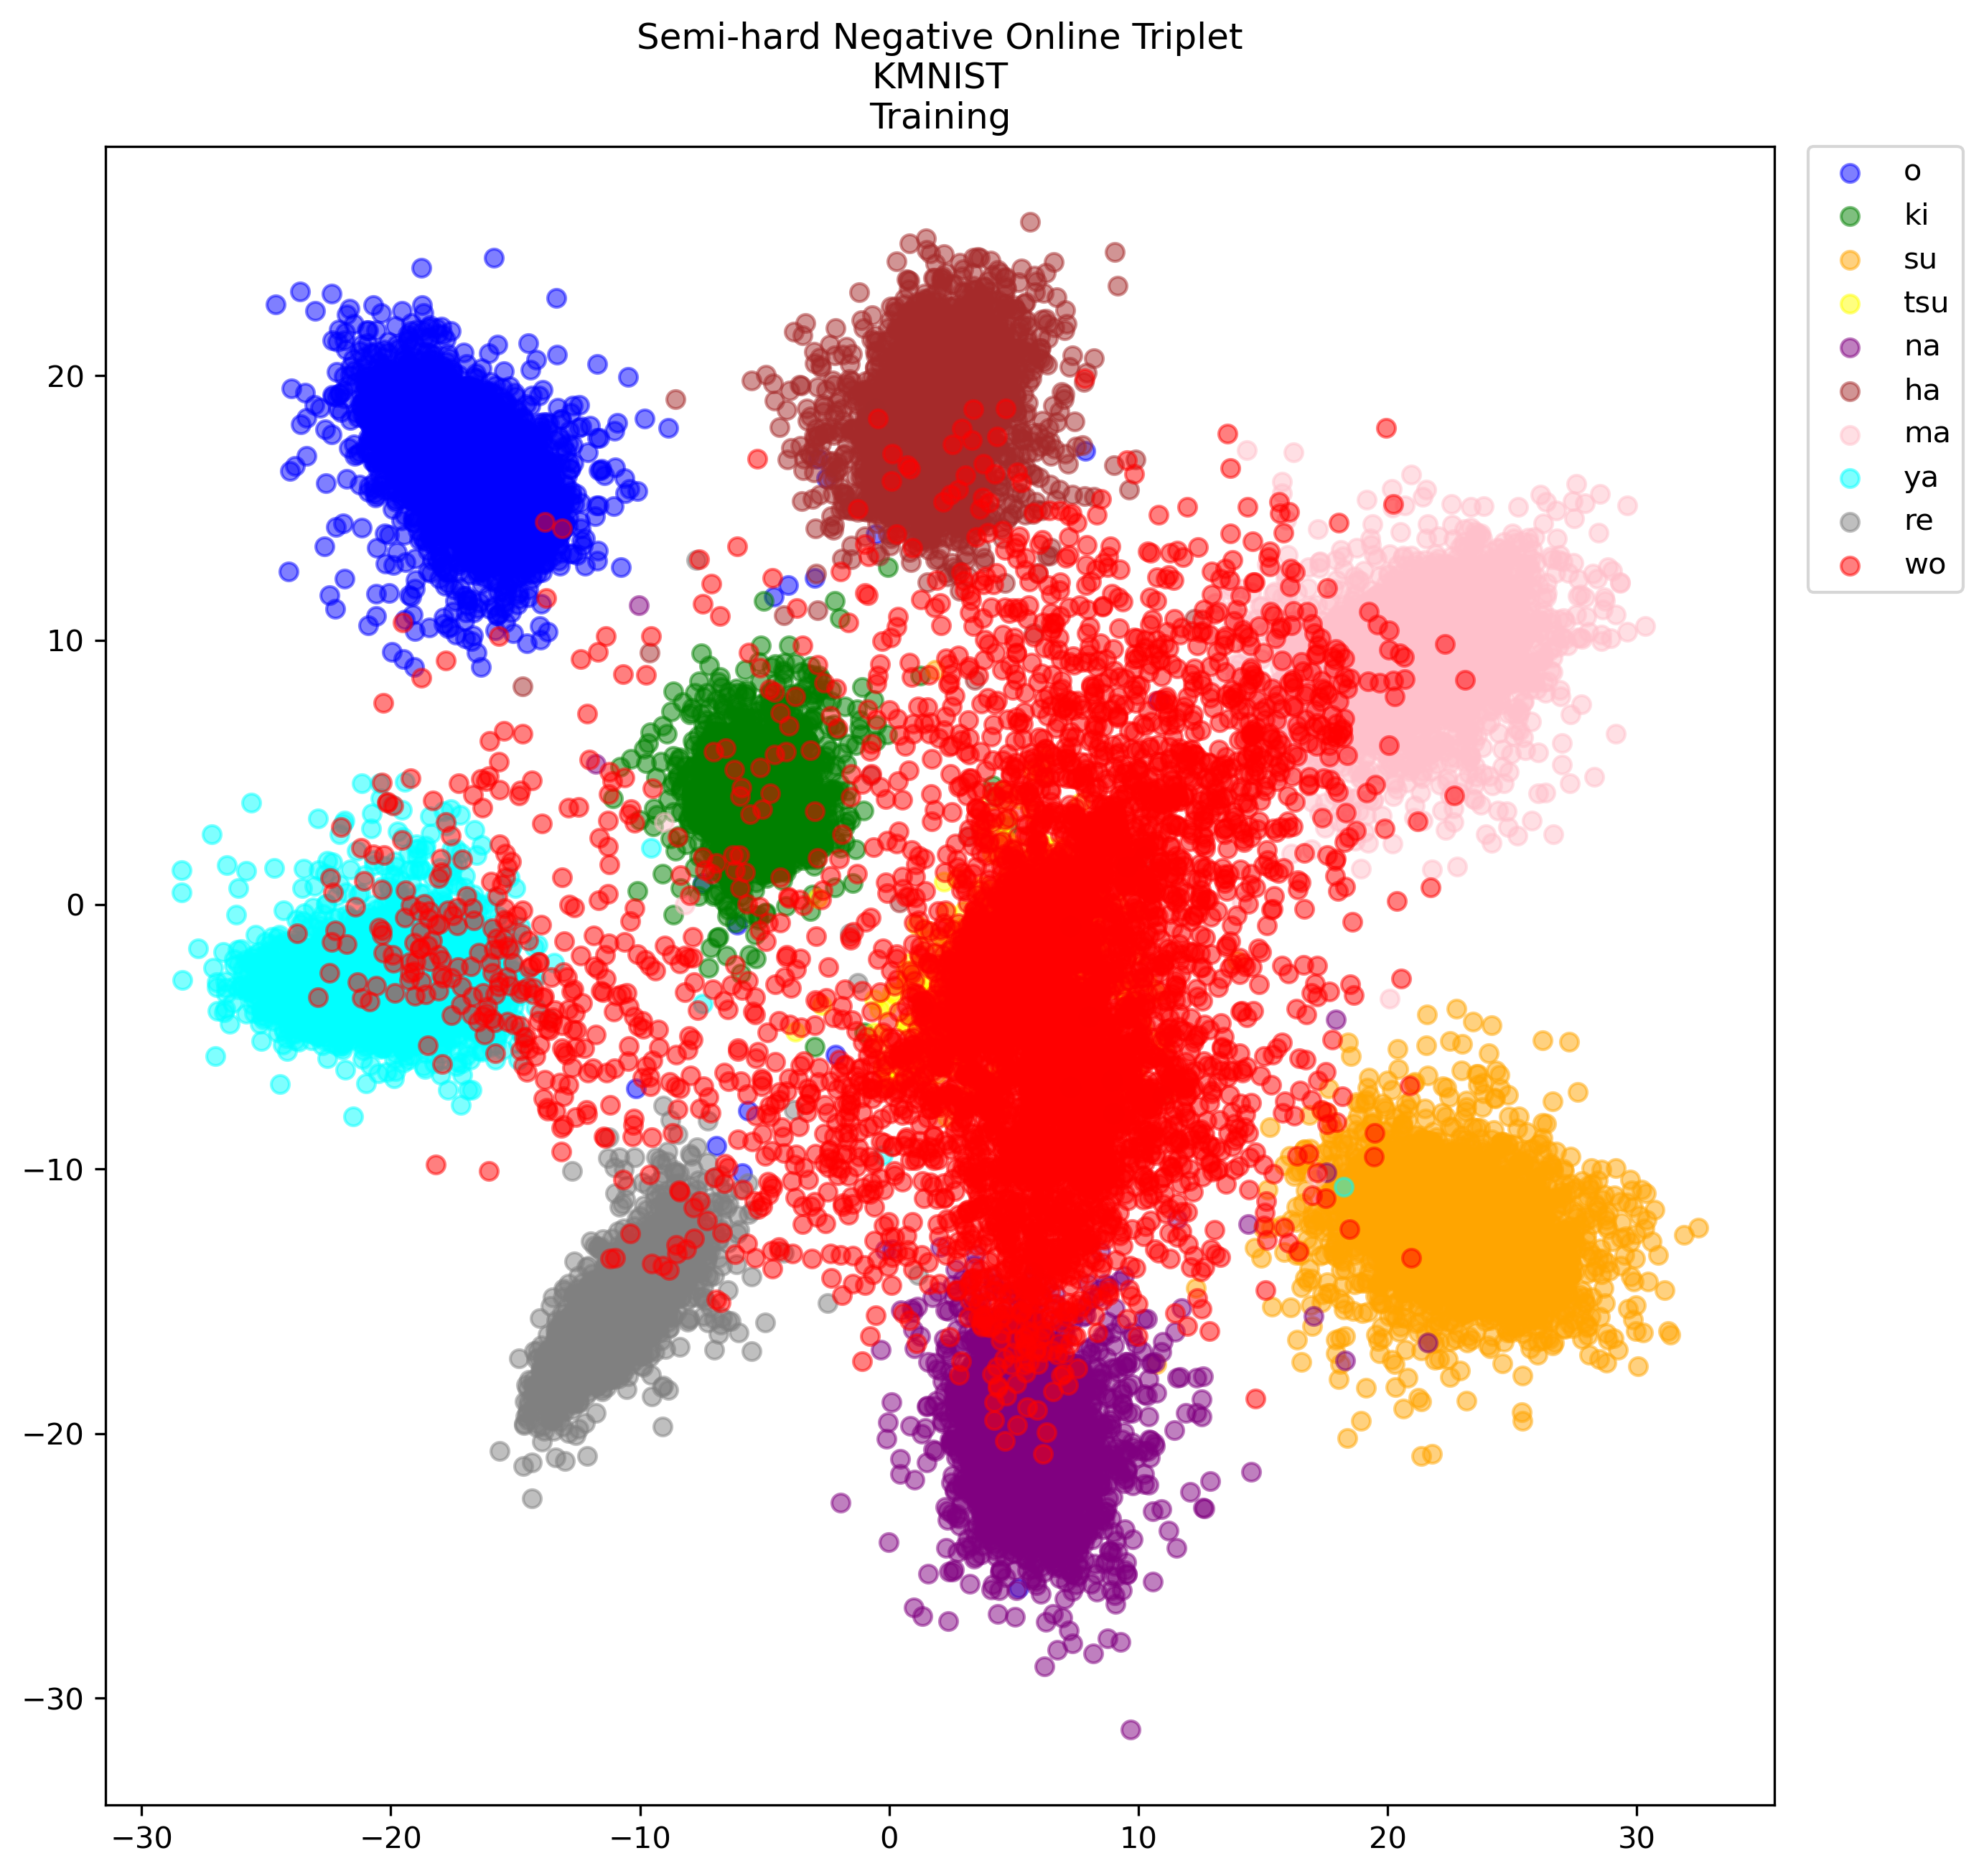 Semi-hard Negative Online Triplet
KMNIST
Training
o
ki
su
tsu
na
ha
ma
ya
re
wo
20
10
0
−10
−20
−30
−30
−20
−10
0
10
20
30